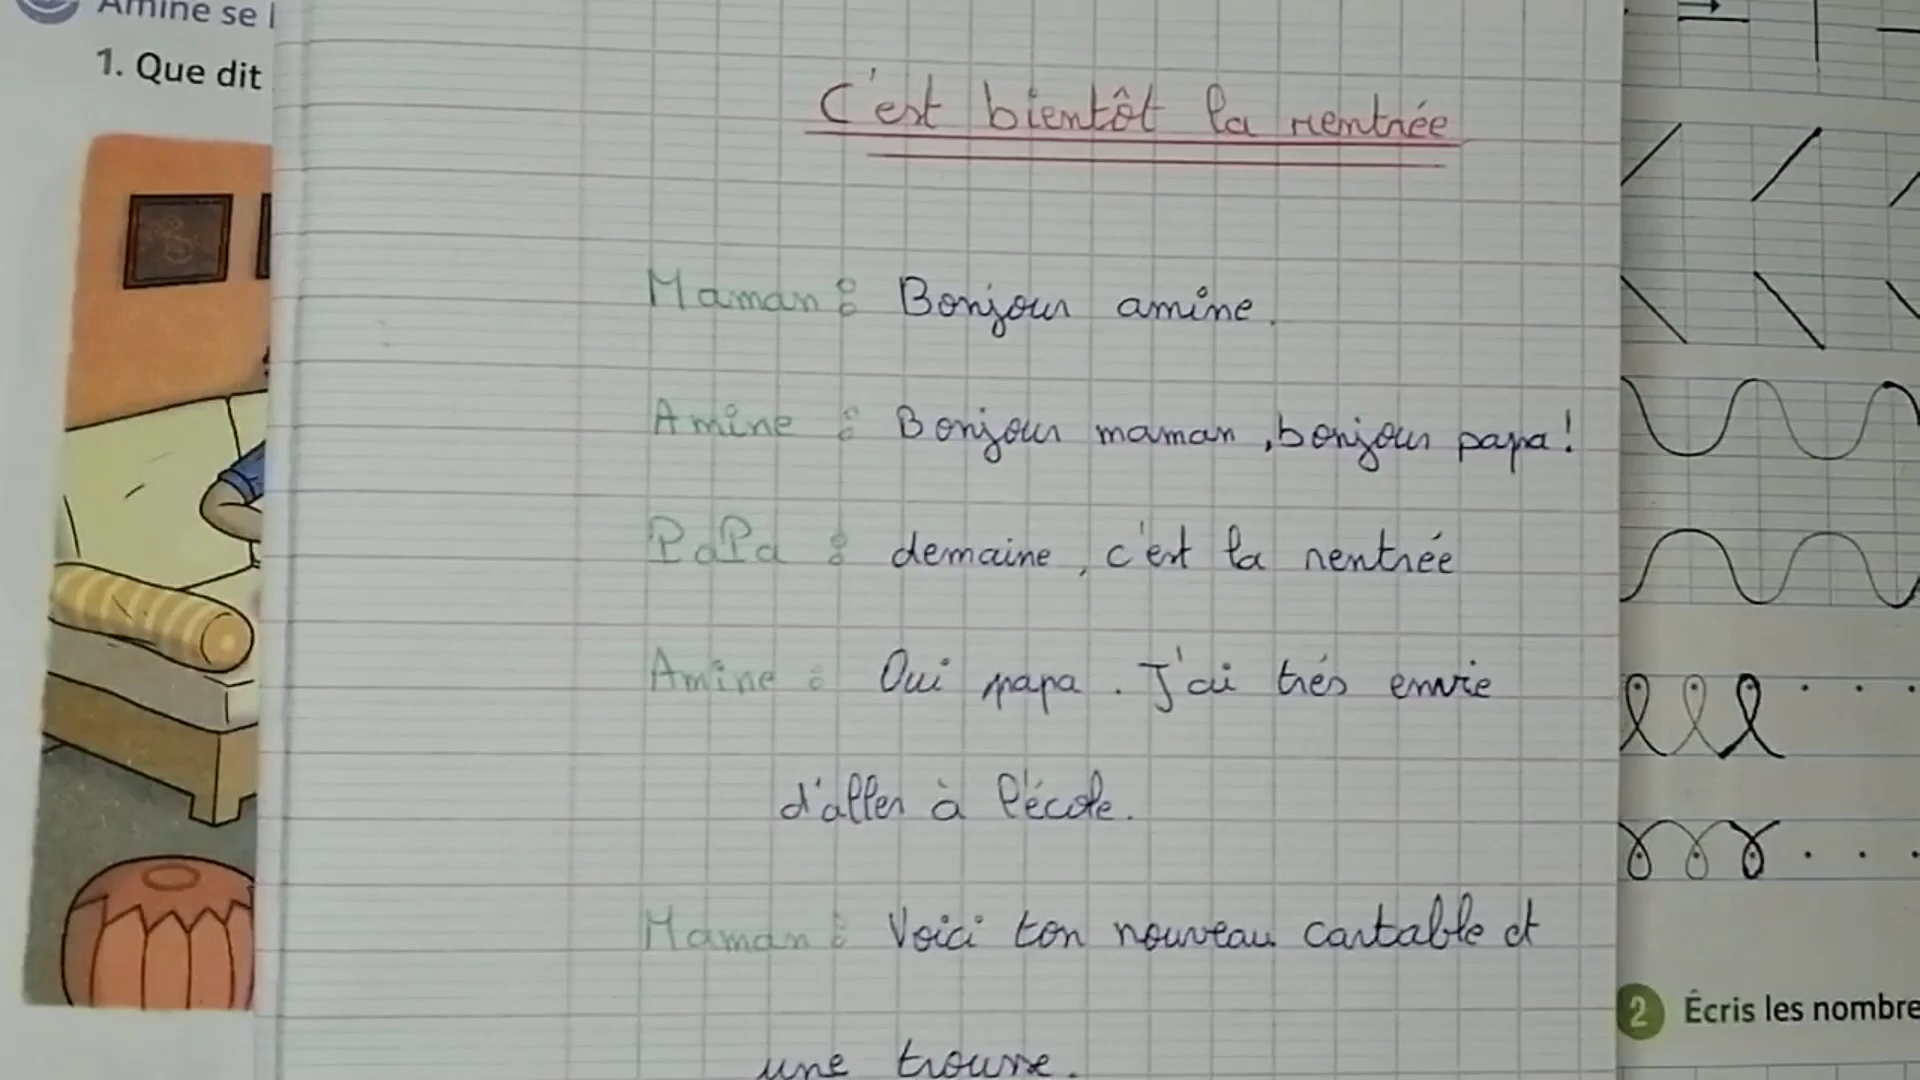 Amine se
1. Que dit
C'est bientôt la rentrée
Maman : Bonjour amine.
Amine : Bonjour maman, bonjour papa!
PaPa : demaine, c'est la rentrée
Amine : Oui papa. J'ai trés envie
d'aller à l'école.
Maman : Voici ton nouveau cartable et
une trousse.
2 Écris les nombre